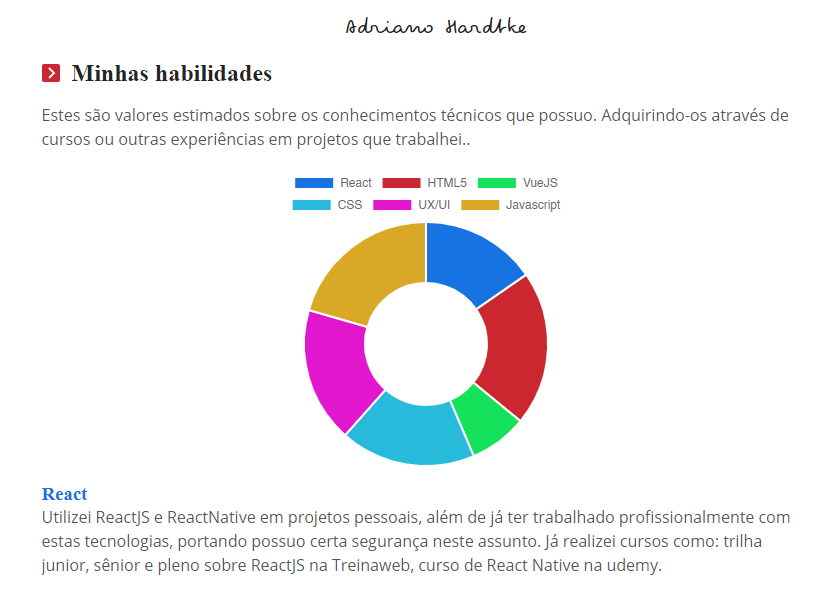 Adriano Hardtke
Minhas habilidades
Estes são valores estimados sobre os conhecimentos técnicos que possuo. Adquirindo-os através de
cursos ou outras experiências em projetos que trabalhei..
React HTML5 VueJS
CSS UX/UI Javascript
React
Utilizei ReactJS e ReactNative em projetos pessoais, além de já ter trabalhado profissionalmente com
estas tecnologias, portando possuo certa segurança neste assunto. Já realizei cursos como: trilha
junior, sênior e pleno sobre ReactJS na Treinaweb, curso de React Native na udemy.